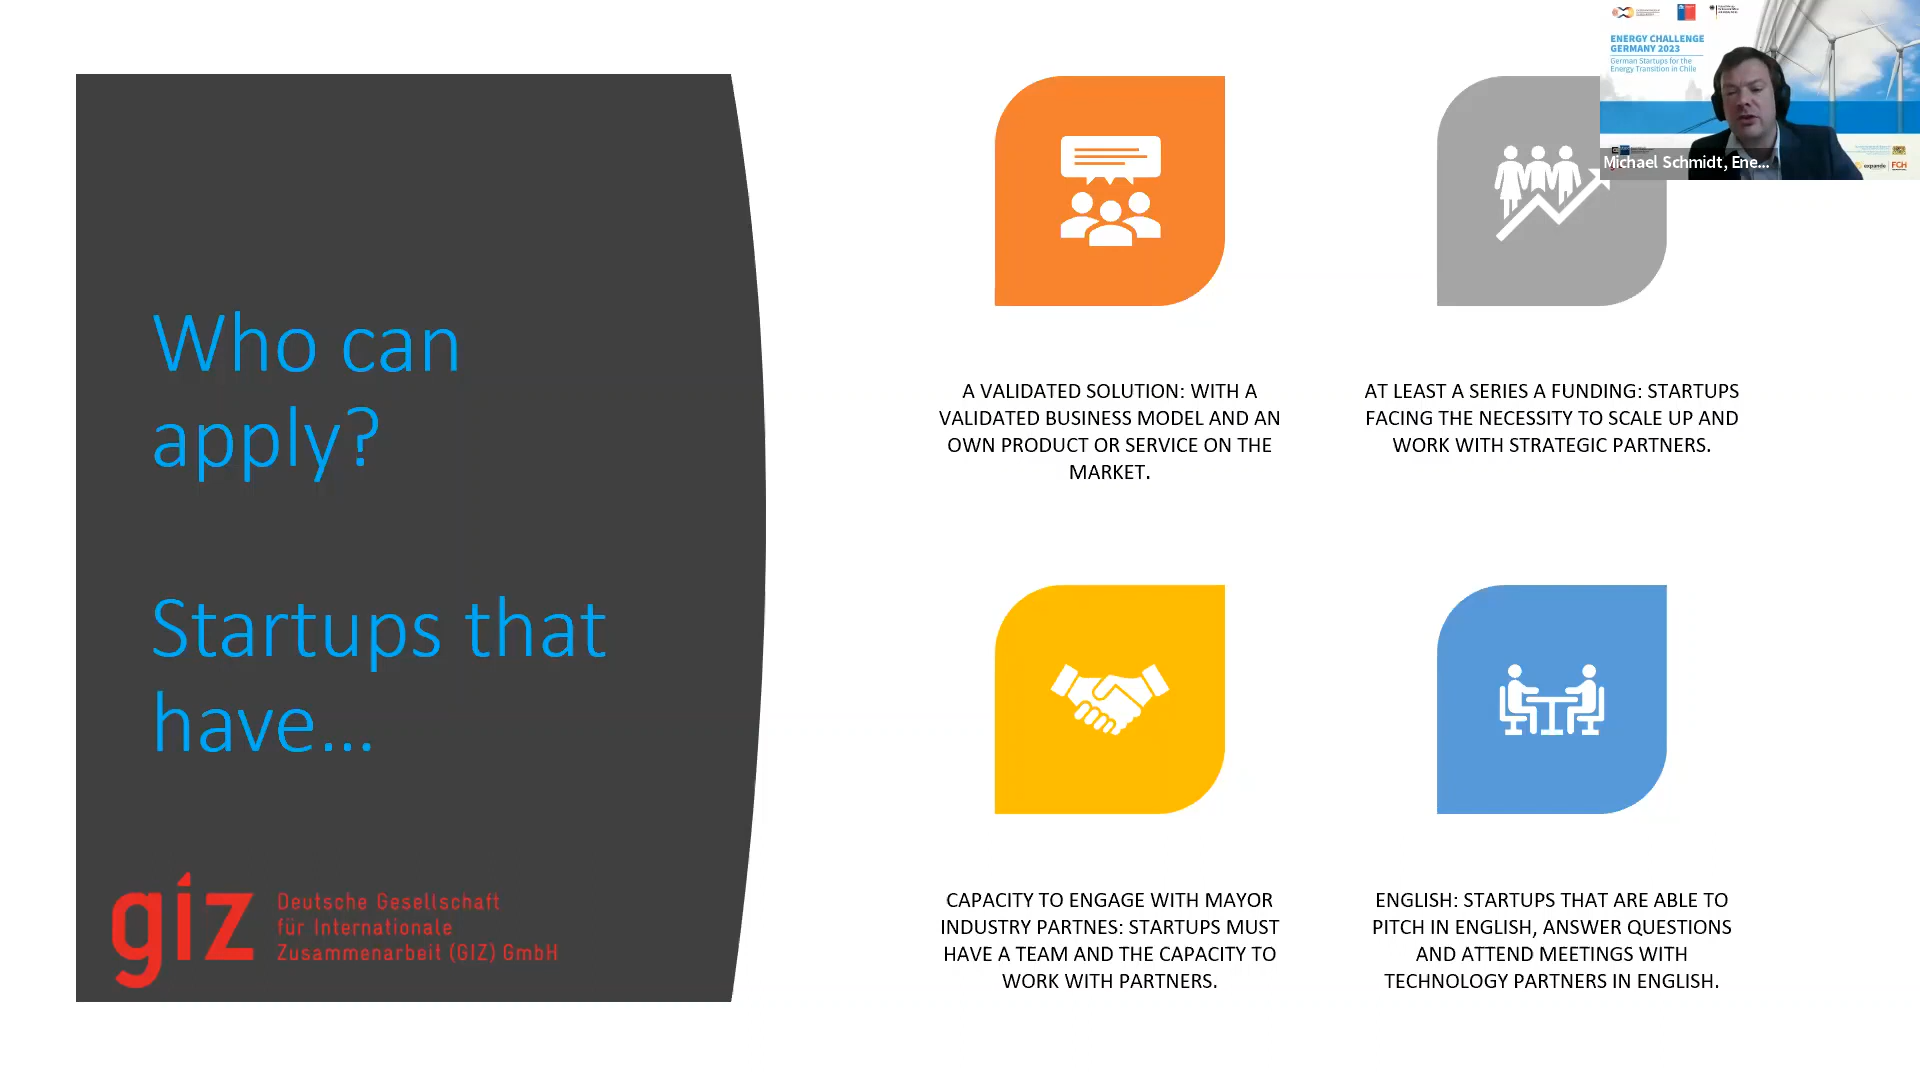 Who can
apply?
Startups that
have...
giz
Deutsche Gesellschaft
für Internationale
Zusammenarbeit (GIZ) GmbH
A VALIDATED SOLUTION: WITH A
VALIDATED BUSINESS MODEL AND AN
OWN PRODUCT OR SERVICE ON THE
MARKET.
AT LEAST A SERIES A FUNDING: STARTUPS
FACING THE NECESSITY TO SCALE UP AND
WORK WITH STRATEGIC PARTNERS.
CAPACITY TO ENGAGE WITH MAYOR
INDUSTRY PARTNES: STARTUPS MUST
HAVE A TEAM AND THE CAPACITY TO
WORK WITH PARTNERS.
ENGLISH: STARTUPS THAT ARE ABLE TO
PITCH IN ENGLISH, ANSWER QUESTIONS
AND ATTEND MEETINGS WITH
TECHNOLOGY PARTNERS IN ENGLISH.
ENERGY CHALLENGE
GERMANY 2023
German Startups for the
Energy Transition in Chile
Michael Schmidt, Ene...
expande
FCH